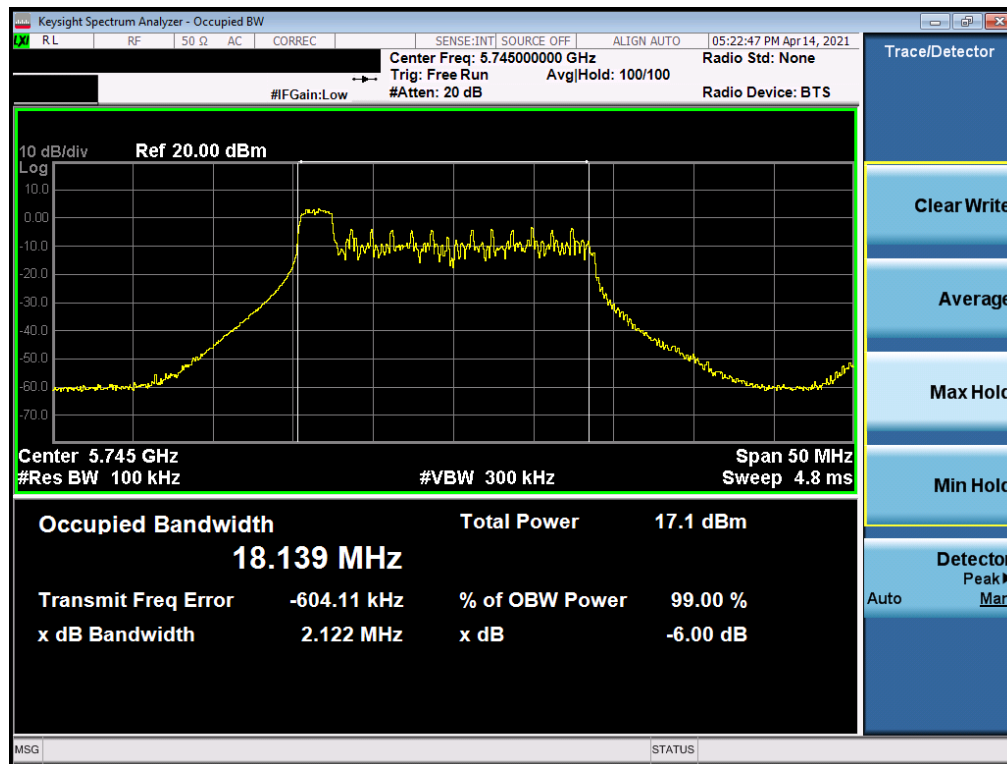 Keysight Spectrum Analyzer - Occupied BW
LXI RL RF 50 Ω AC CORREC SENSE:INT SOURCE OFF ALIGN AUTO 05:22:47 PM Apr 14, 2021
Center Freq: 5.745000000 GHz Radio Std: None
Trig: Free Run Avg|Hold: 100/100
#IFGain:Low #Atten: 20 dB Radio Device: BTS
Trace/Detector
10 dB/div Ref 20.00 dBm
Log
10.0
0.00
-10.0
-20.0
-30.0
-40.0
-50.0
-60.0
-70.0
Center 5.745 GHz Span 50 MHz
#Res BW 100 kHz #VBW 300 kHz Sweep 4.8 ms
Occupied Bandwidth Total Power 17.1 dBm
18.139 MHz
Transmit Freq Error -604.11 kHz % of OBW Power 99.00 %
x dB Bandwidth 2.122 MHz x dB -6.00 dB
Clear Write
Average
Max Hold
Min Hold
Detector
Peak
Auto Man
MSG STATUS